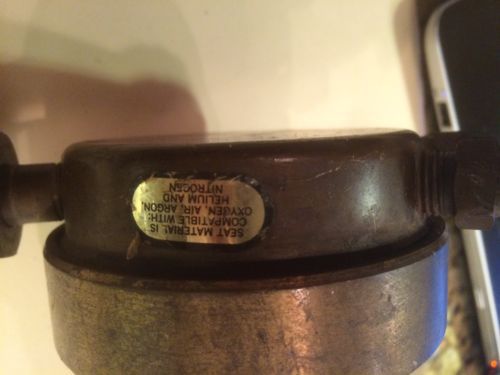 SEAT MATERIAL IS
COMPATIBLE WITH:
OXYGEN, AIR, ARGON,
HELIUM AND
NITROGEN